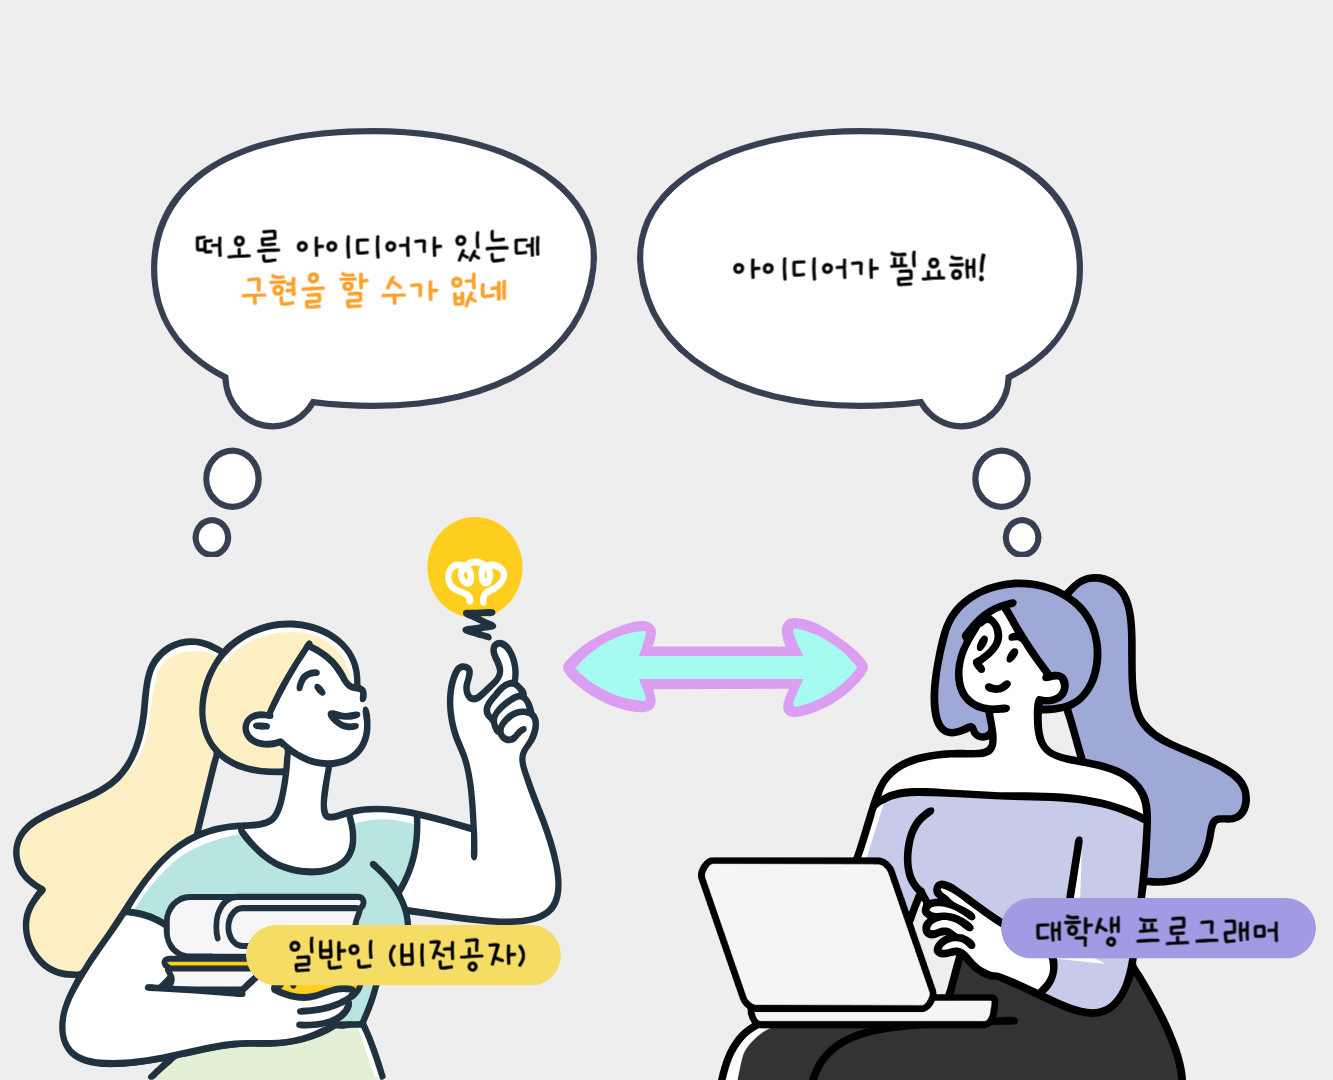 떠오른 아이디어가 있는데
구현을 할 수가 없네
아이디어가 필요해!
일반인 (비전공자)
대학생 프로그래머